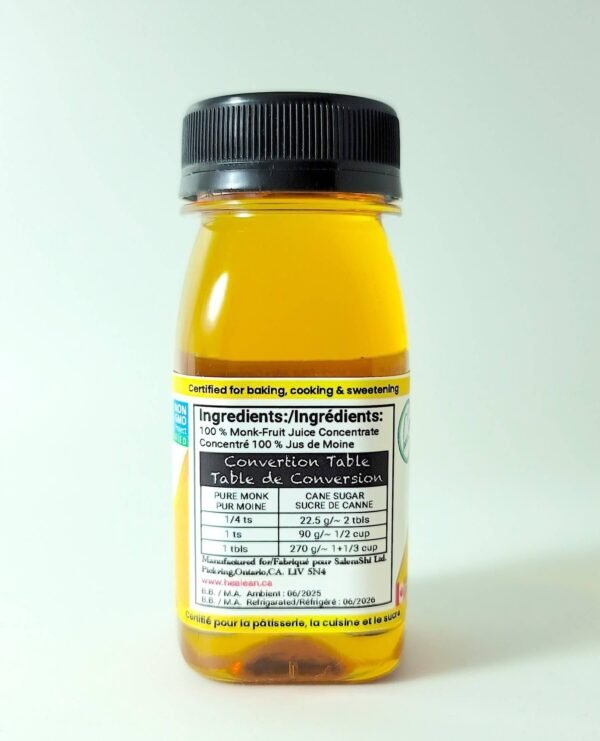 Certified for baking, cooking & sweetening
NON
GMO
Project
Ingredients:/Ingrédients:
100 % Monk-Fruit Juice Concentrate
Concentré 100 % Jus de Moine
Convertion Table
Table de Conversion
PURE MONK CANE SUGAR
PUR MOINE SUCRE DE CANNE
1/4 ts 22.5 g/~ 2 tbls
1 ts 90 g/~ 1/2 cup
1 tbls 270 g/~ 1+1/3 cup
Manufactured for/Fabriqué pour SalemShi Ltd.
Pickring,Ontario,CA. L1V 5N4
www.healean.ca
B.B. / M.A. Ambient : 06/2025
B.B. / M.A. Refrigarated/Réfrigéré : 06/2026
Certifié pour la pâtisserie, la cuisine et le sucre